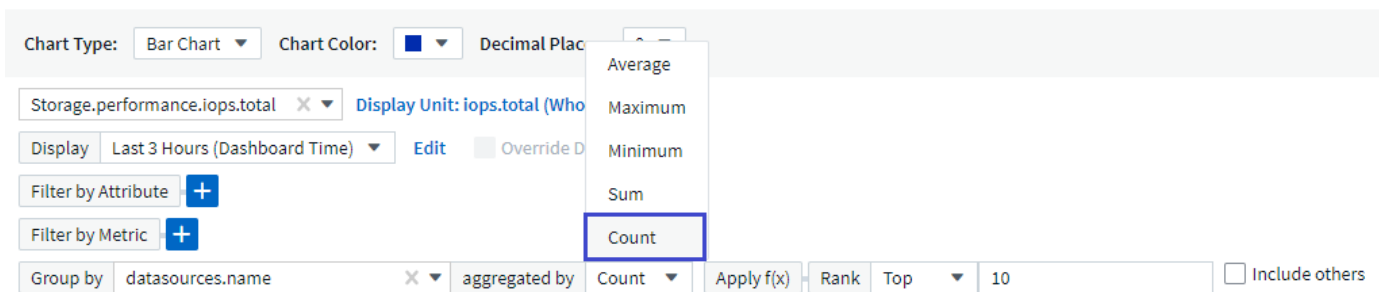 Chart Type: Bar Chart Chart Color: Decimal Plac
Average
Storage.performance.iops.total Display Unit: iops.total (Who
Maximum
Display Last 3 Hours (Dashboard Time) Edit Override D
Minimum
Filter by Attribute +
Sum
Filter by Metric +
Count
Group by datasources.name aggregated by Count Apply f(x) Rank Top 10 Include others